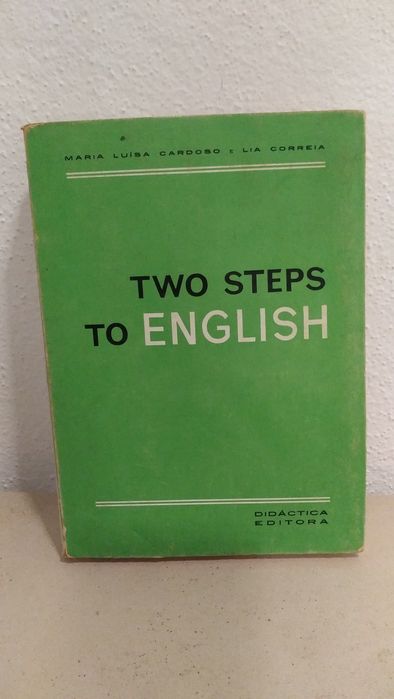 MARIA LUÍSA CARDOSO E LIA CORREIA
TWO STEPS
TO ENGLISH
DIDÁCTICA
EDITORA